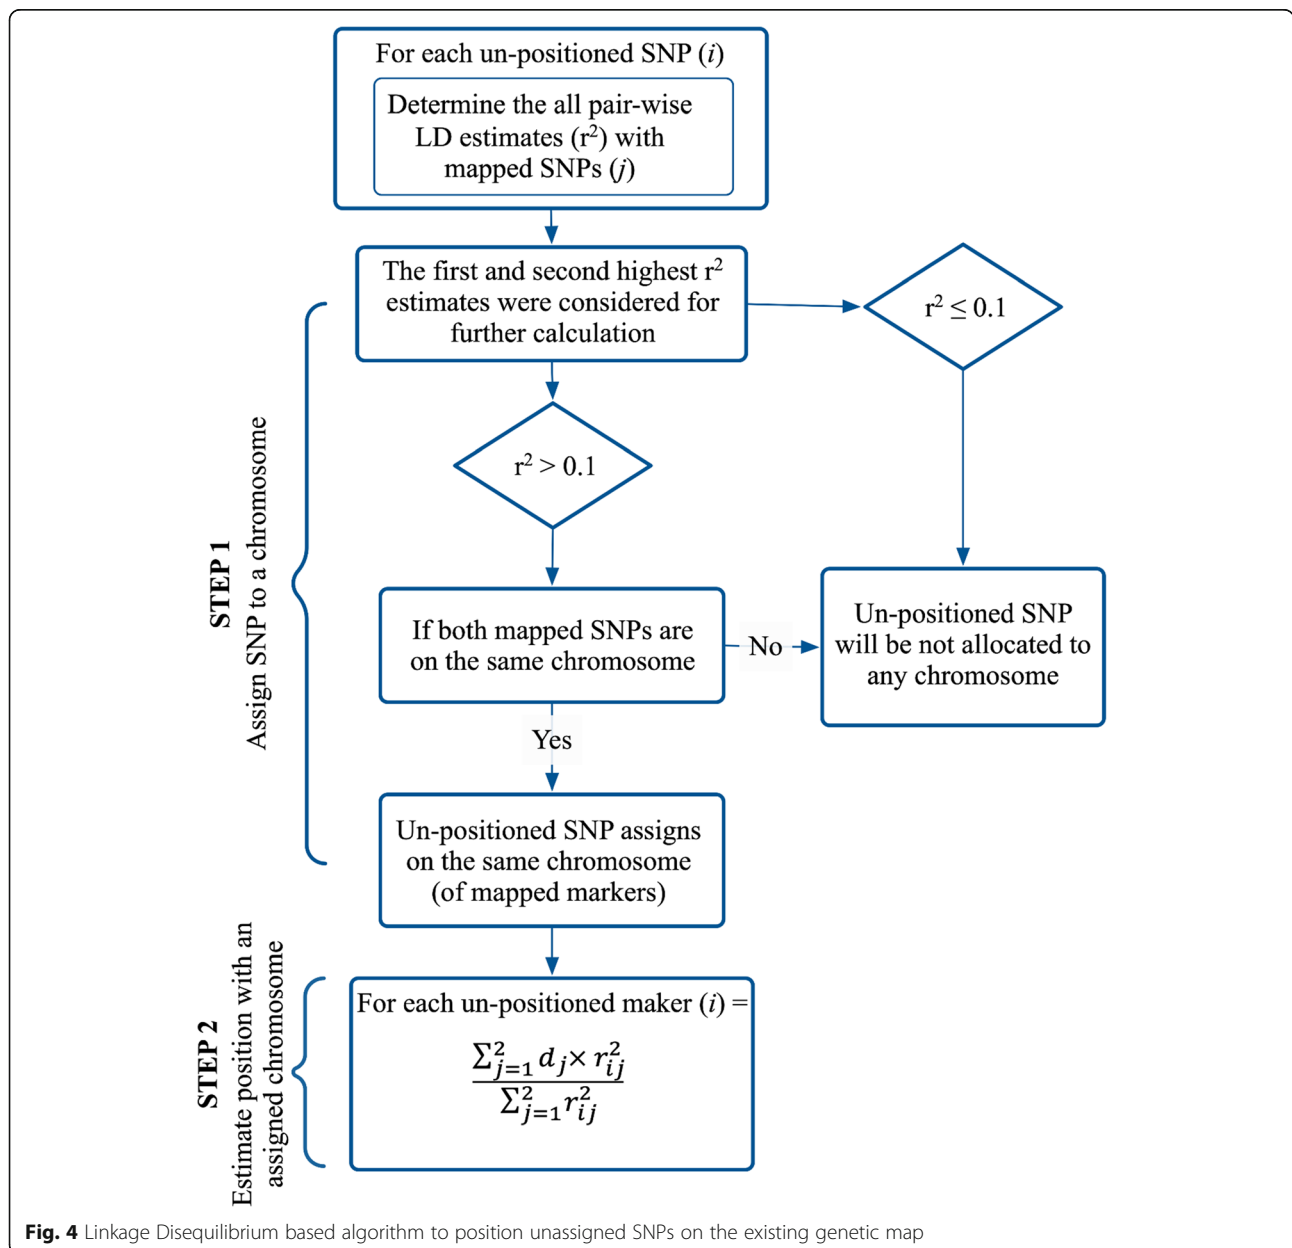 For each un-positioned SNP (i)
Determine the all pair-wise
LD estimates (r²) with
mapped SNPs (j)
The first and second highest r²
estimates were considered for
further calculation
r² ≤ 0.1
r² > 0.1
STEP 1
Assign SNP to a chromosome
If both mapped SNPs are
on the same chromosome
No
Un-positioned SNP
will be not allocated to
any chromosome
Yes
Un-positioned SNP assigns
on the same chromosome
(of mapped markers)
STEP 2
Estimate position with an
assigned chromosome
For each un-positioned maker (i) =
∑²ⱼ₌₁ dⱼ× r²ᵢⱼ
∑²ⱼ₌₁ r²ᵢⱼ
Fig. 4 Linkage Disequilibrium based algorithm to position unassigned SNPs on the existing genetic map